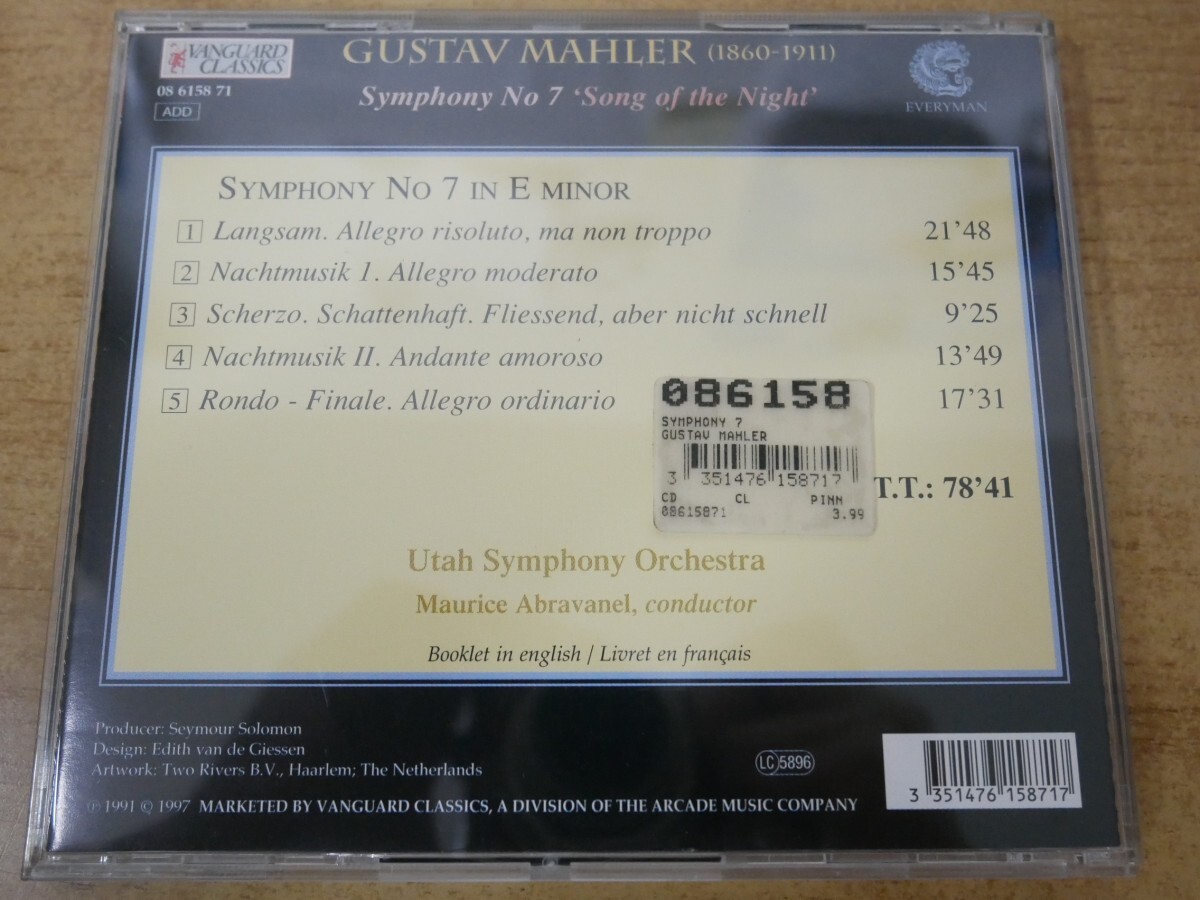 VANGUARD
CLASSICS
08 6158 71
ADD
GUSTAV MAHLER (1860-1911)
Symphony No 7 ‘Song of the Night’
EVERYMAN
SYMPHONY NO 7 IN E MINOR
1 Langsam. Allegro risoluto, ma non troppo 21’48
2 Nachtmusik 1. Allegro moderato 15’45
3 Scherzo. Schattenhaft. Fliessend, aber nicht schnell 9’25
4 Nachtmusik II. Andante amoroso 13’49
5 Rondo - Finale. Allegro ordinario 17’31
086158
SYMPHONY 7
GUSTAV MAHLER
3 351476 158717
CD CL PINN
08615871 3.99
T.T.: 78’41
Utah Symphony Orchestra
Maurice Abravanel, conductor
Booklet in english / Livret en français
Producer: Seymour Solomon
Design: Edith van de Giessen
Artwork: Two Rivers B.V., Haarlem; The Netherlands
LC 5896
℗ 1991 © 1997 MARKETED BY VANGUARD CLASSICS, A DIVISION OF THE ARCADE MUSIC COMPANY
3 351476 158717